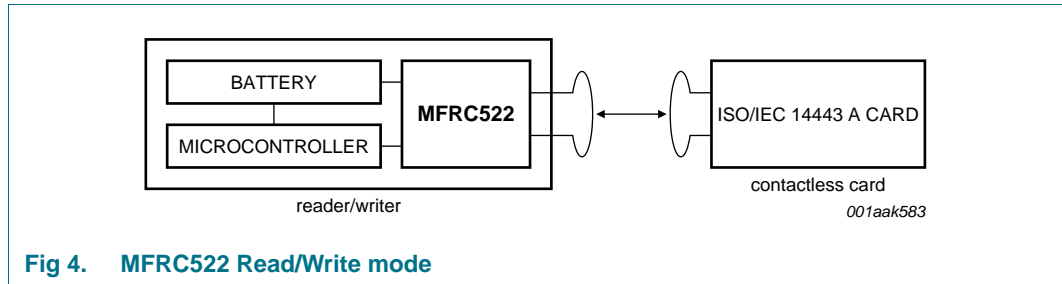 BATTERY
MICROCONTROLLER
MFRC522
ISO/IEC 14443 A CARD
reader/writer
contactless card
001aak583
Fig 4. MFRC522 Read/Write mode